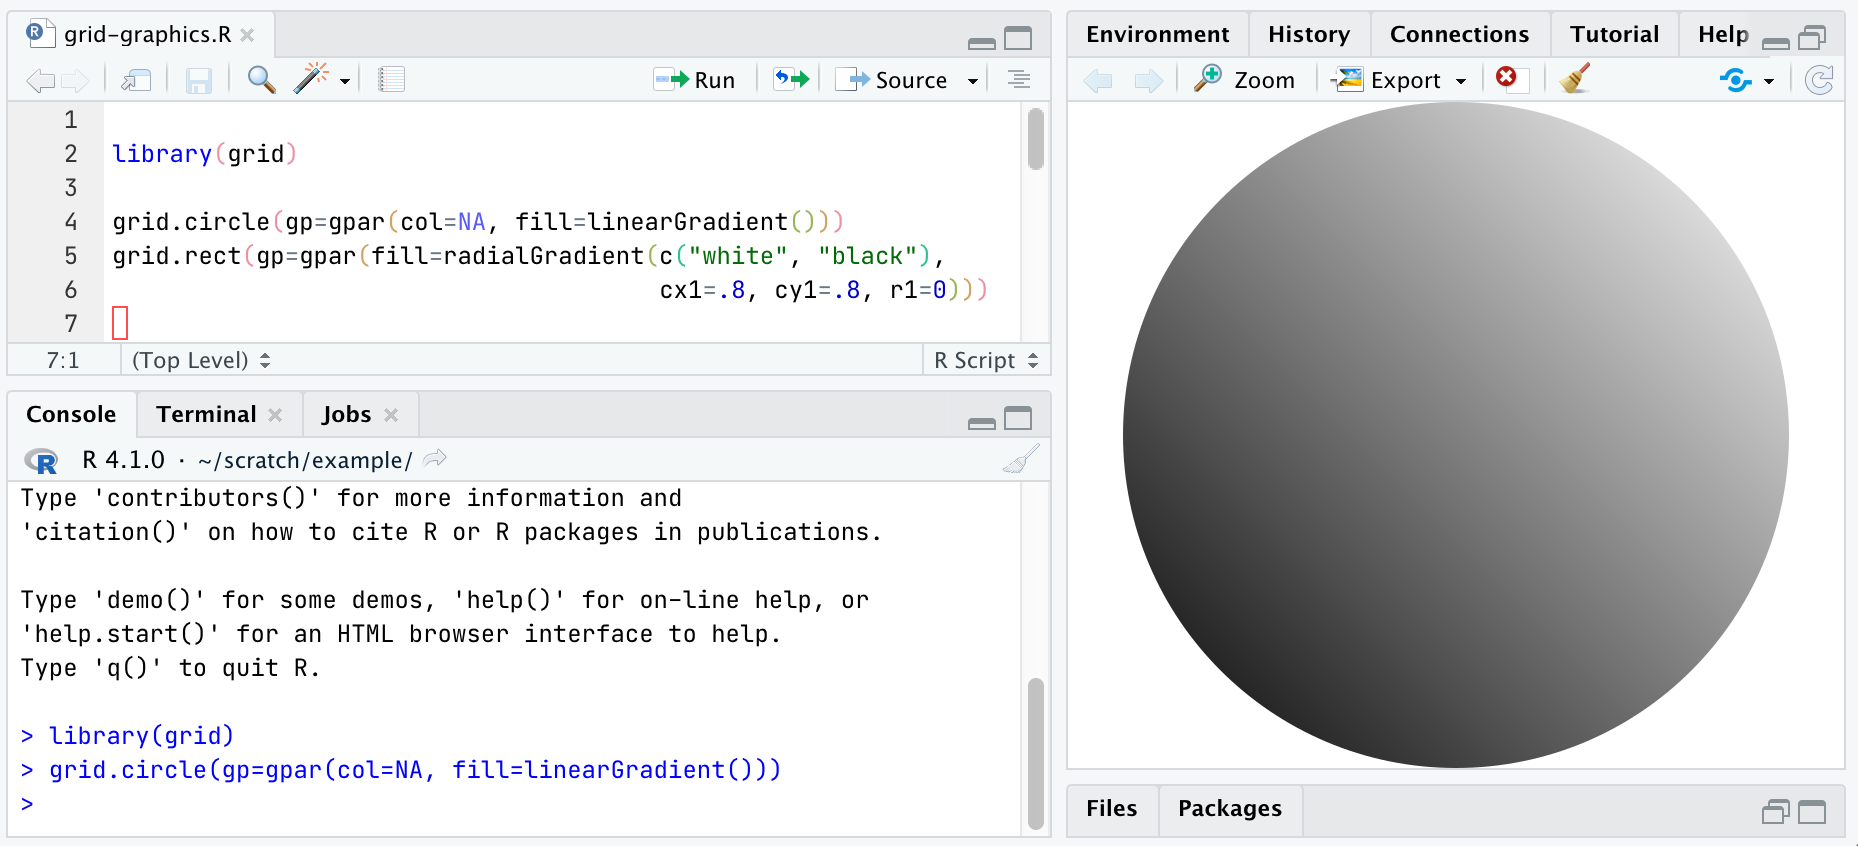 grid-graphics.R
Run
Source
1
2 library(grid)
3
4 grid.circle(gp=gpar(col=NA, fill=linearGradient()))
5 grid.rect(gp=gpar(fill=radialGradient(c("white", "black"),
6 cx1=.8, cy1=.8, r1=0)))
7
7:1 (Top Level) R Script
Console Terminal Jobs
R 4.1.0 · ~/scratch/example/
Type 'contributors()' for more information and
'citation()' on how to cite R or R packages in publications.
Type 'demo()' for some demos, 'help()' for on-line help, or
'help.start()' for an HTML browser interface to help.
Type 'q()' to quit R.
> library(grid)
> grid.circle(gp=gpar(col=NA, fill=linearGradient()))
>
Environment History Connections Tutorial Help
Zoom Export
Files Packages